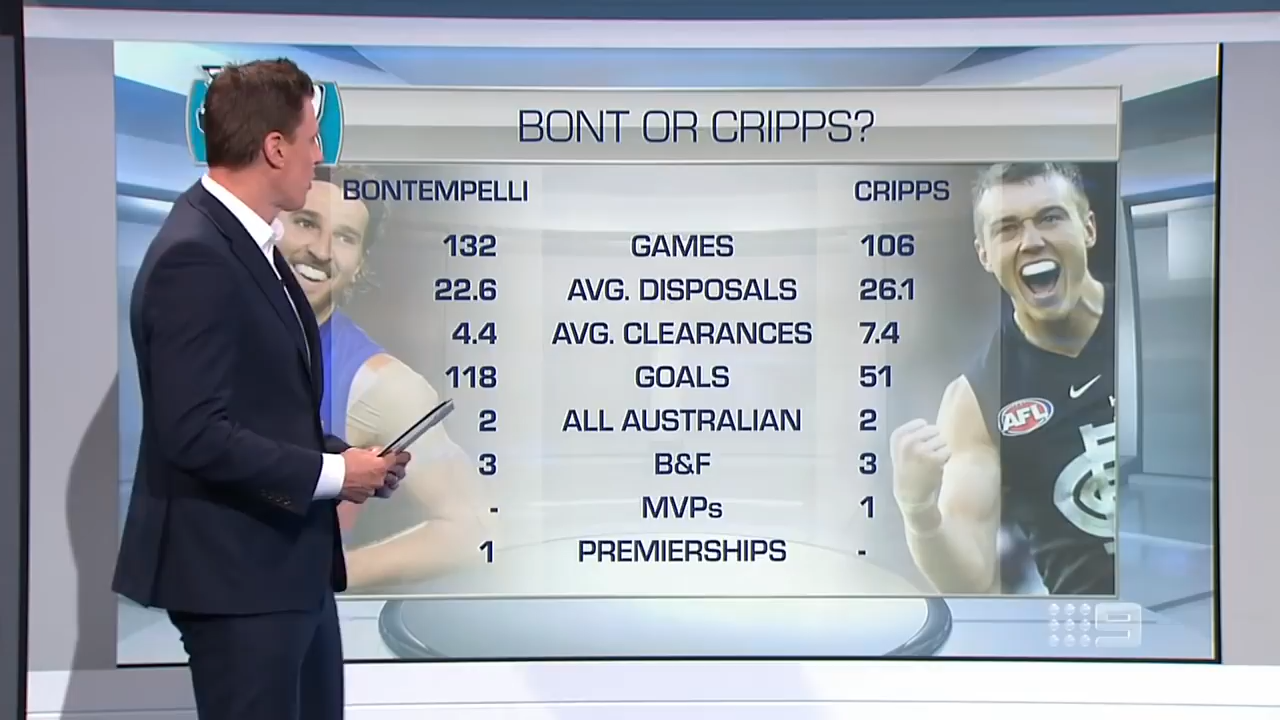 BONT OR CRIPPS?
BONTEMPELLI CRIPPS
132 GAMES 106
22.6 AVG. DISPOSALS 26.1
4.4 AVG. CLEARANCES 7.4
118 GOALS 51
2 ALL AUSTRALIAN 2
3 B&F 3
- MVPs 1
1 PREMIERSHIPS -
AFL
9